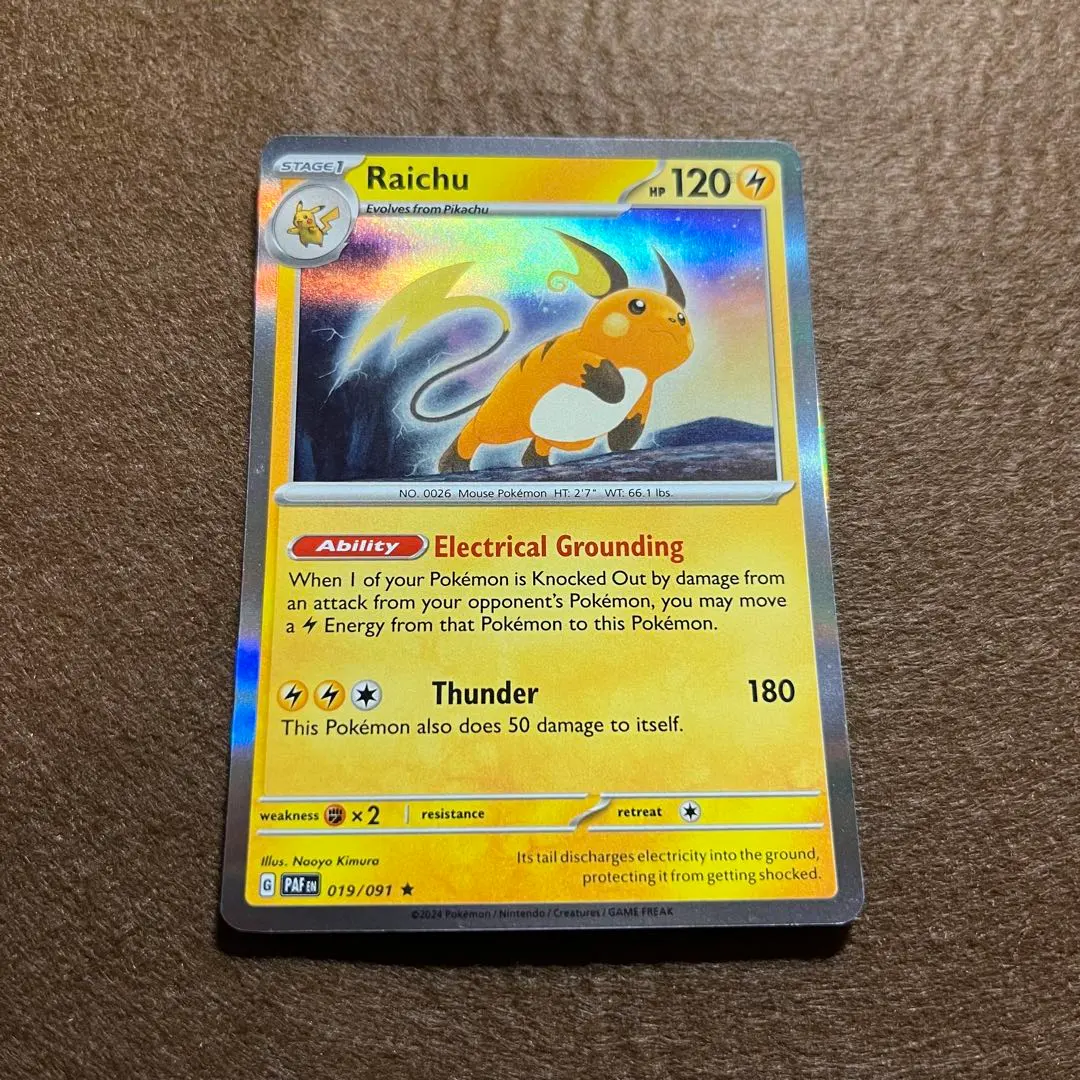 STAGE 1
Raichu
HP 120
Evolves from Pikachu
NO. 0026 Mouse Pokémon HT: 2'7" WT: 66.1 lbs.
Ability Electrical Grounding
When 1 of your Pokémon is Knocked Out by damage from
an attack from your opponent's Pokémon, you may move
a Energy from that Pokémon to this Pokémon.
Thunder 180
This Pokémon also does 50 damage to itself.
weakness ×2 resistance retreat
Illus. Naoyo Kimura
Its tail discharges electricity into the ground,
protecting it from getting shocked.
G PAF EN 019/091 ★
©2024 Pokémon / Nintendo / Creatures / GAME FREAK